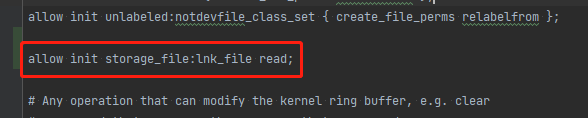 allow init unlabeled:notdevfile_class_set { create_file_perms relabelfrom };
allow init storage_file:lnk_file read;
# Any operation that can modify the kernel ring buffer, e.g. clear